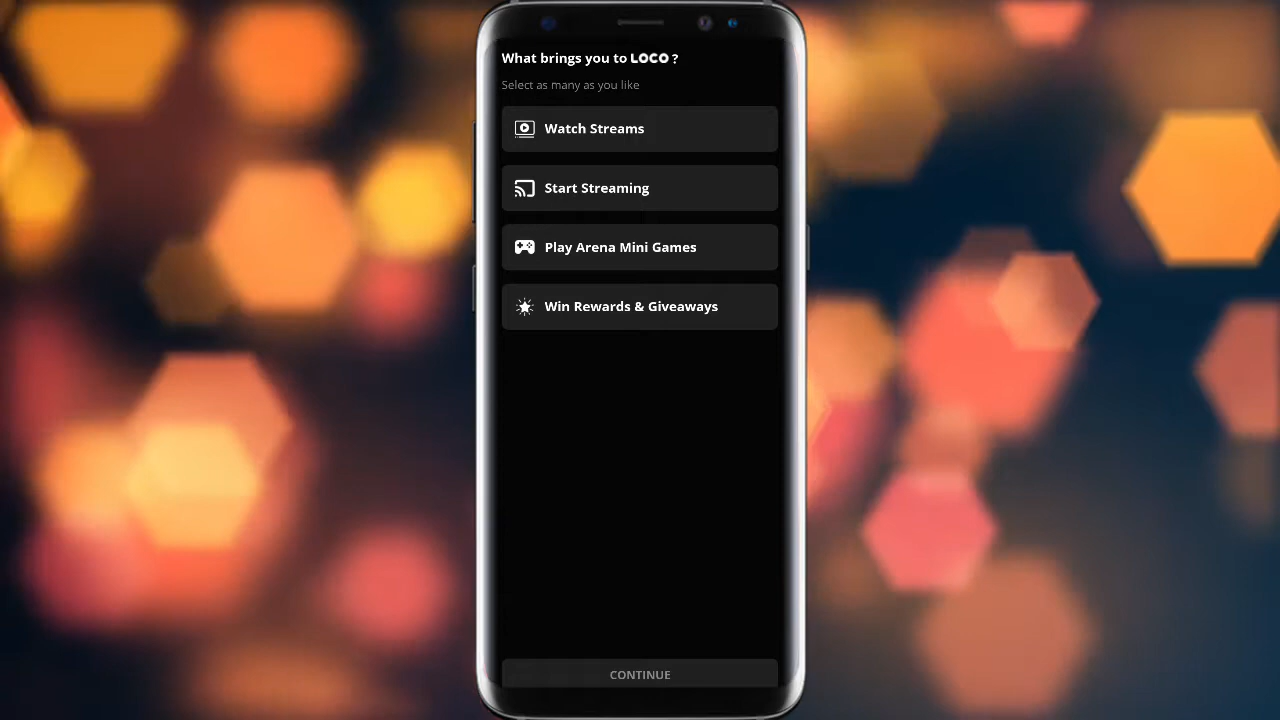 What brings you to LOCO ?
Select as many as you like
Watch Streams
Start Streaming
Play Arena Mini Games
Win Rewards & Giveaways
CONTINUE